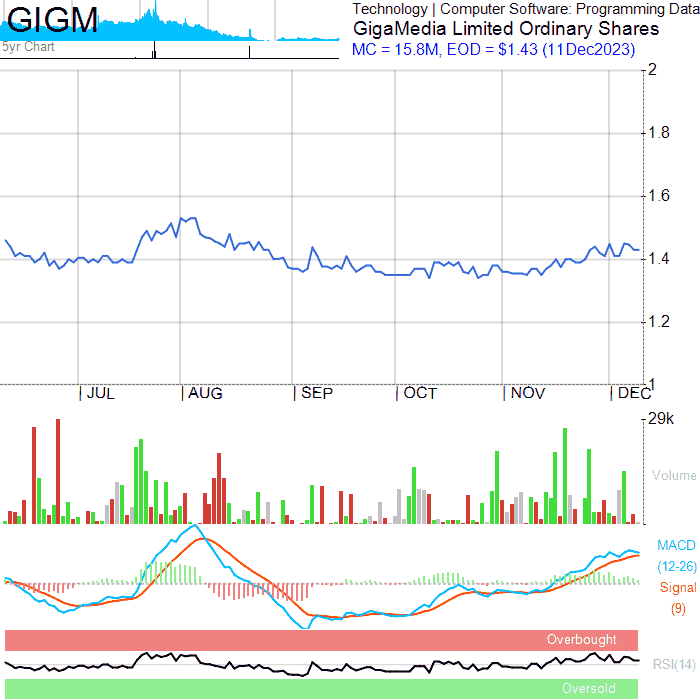 GIGM
5yr Chart
Technology | Computer Software: Programming Data
GigaMedia Limited Ordinary Shares
MC = 15.8M, EOD = $1.43 (11Dec2023)
2
1.8
1.6
1.4
1.2
1
| JUL | AUG | SEP | OCT | NOV | DEC
29k
Volume
MACD
(12-26)
Signal
(9)
Overbought
RSI(14)
Oversold